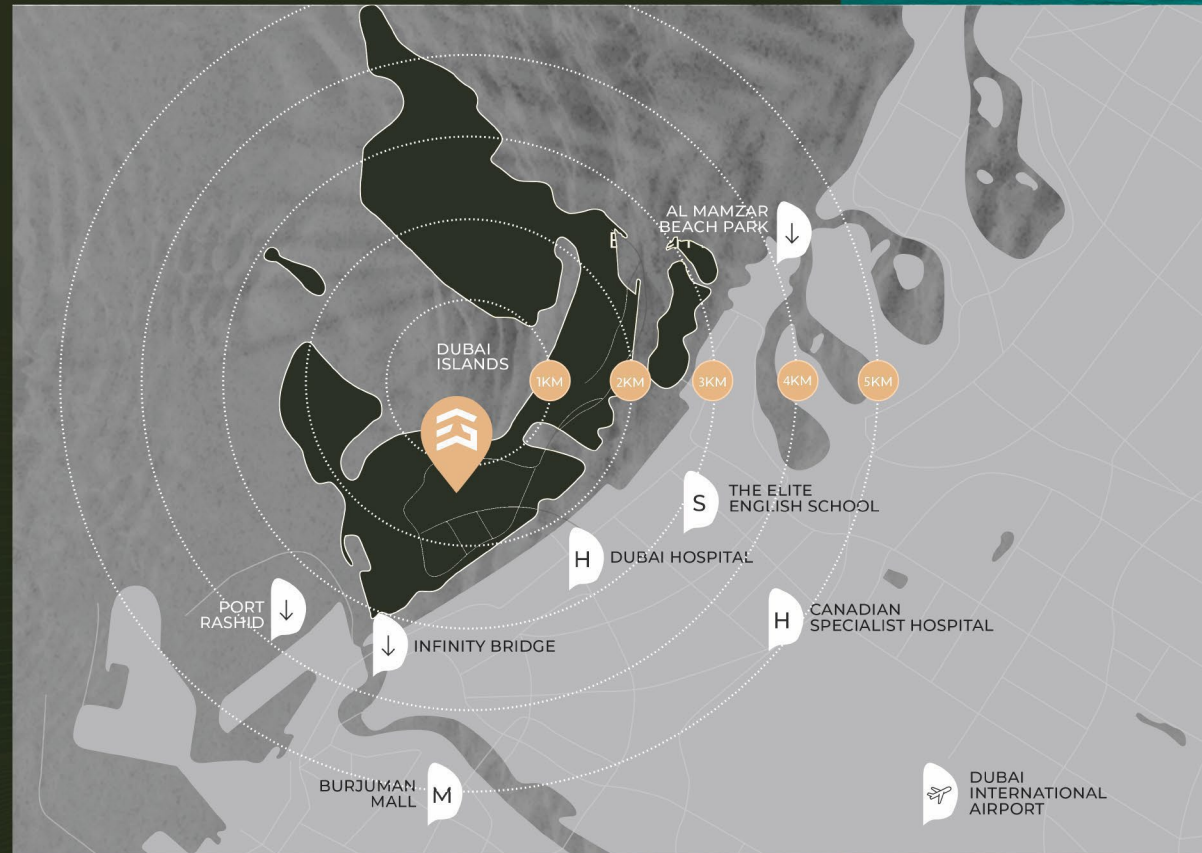 AL MAMZAR
BEACH PARK
DUBAI
ISLANDS
1KM
2KM
3KM
4KM
5KM
S
THE ELITE
ENGLISH SCHOOL
H
DUBAI HOSPITAL
PORT
RASHID
H
CANADIAN
SPECIALIST HOSPITAL
INFINITY BRIDGE
BURJUMAN
MALL
M
DUBAI
INTERNATIONAL
AIRPORT